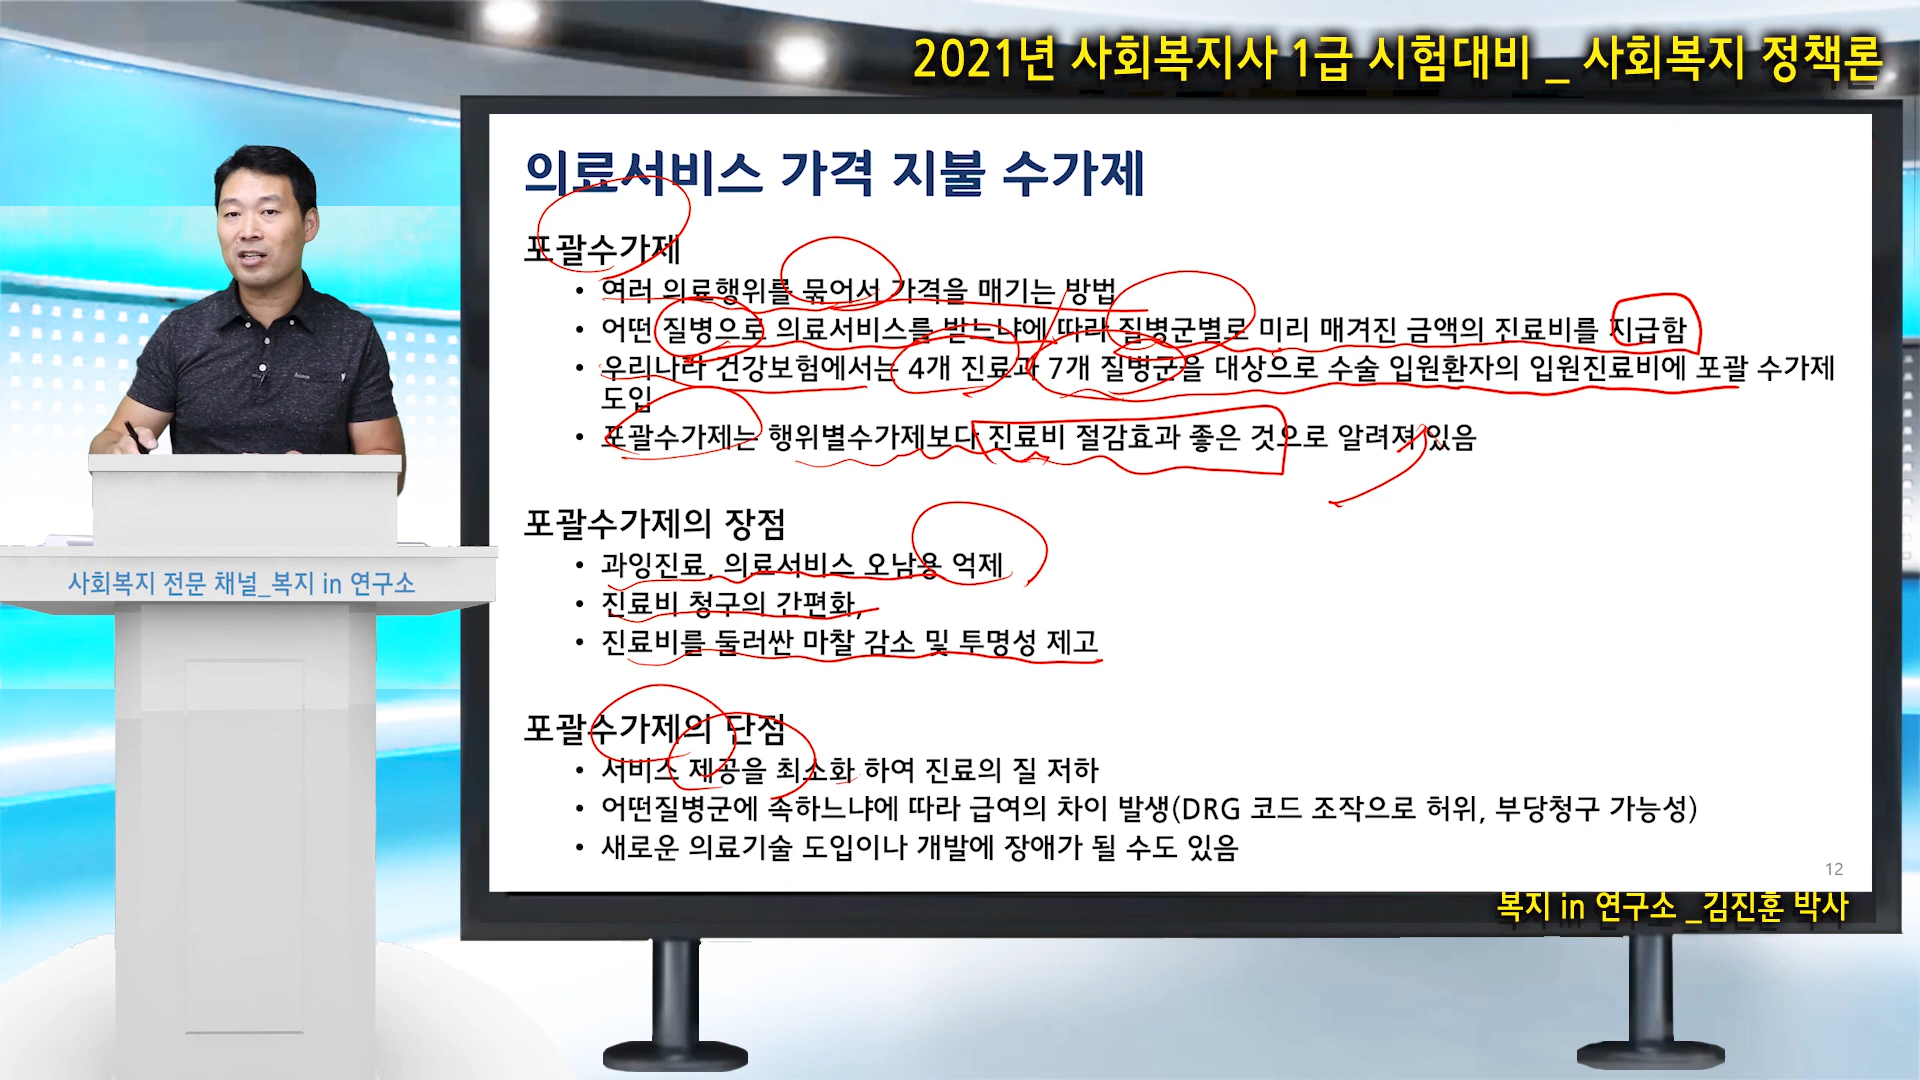 2021년 사회복지사 1급 시험대비 _ 사회복지 정책론
의료서비스 가격 지불 수가제
포괄수가제
• 여러 의료행위를 묶어서 가격을 매기는 방법
• 어떤 질병으로 의료서비스를 받느냐에 따라 질병군별로 미리 매겨진 금액의 진료비를 지급함
• 우리나라 건강보험에서는 4개 진료과 7개 질병군을 대상으로 수술 입원환자의 입원진료비에 포괄 수가제
도입
• 포괄수가제는 행위별수가제보다 진료비 절감효과 좋은 것으로 알려져 있음
포괄수가제의 장점
• 과잉진료, 의료서비스 오남용 억제
• 진료비 청구의 간편화,
• 진료비를 둘러싼 마찰 감소 및 투명성 제고
포괄수가제의 단점
• 서비스 제공을 최소화 하여 진료의 질 저하
• 어떤질병군에 속하느냐에 따라 급여의 차이 발생(DRG 코드 조작으로 허위, 부당청구 가능성)
• 새로운 의료기술 도입이나 개발에 장애가 될 수도 있음
12
사회복지 전문 채널_복지 in 연구소
복지 in 연구소 _김진훈 박사